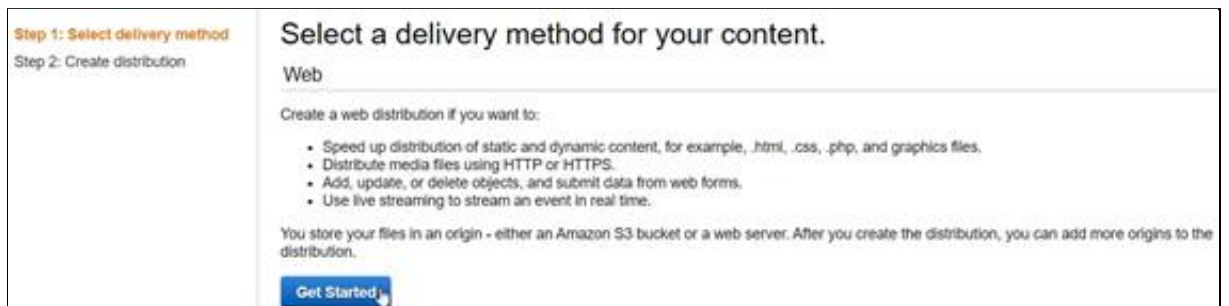 Step 1: Select delivery method
Step 2: Create distribution
Select a delivery method for your content.
Web
Create a web distribution if you want to:
• Speed up distribution of static and dynamic content, for example, .html, .css, .php, and graphics files.
• Distribute media files using HTTP or HTTPS.
• Add, update, or delete objects, and submit data from web forms.
• Use live streaming to stream an event in real time.
You store your files in an origin - either an Amazon S3 bucket or a web server. After you create the distribution, you can add more origins to the
distribution.
Get Started